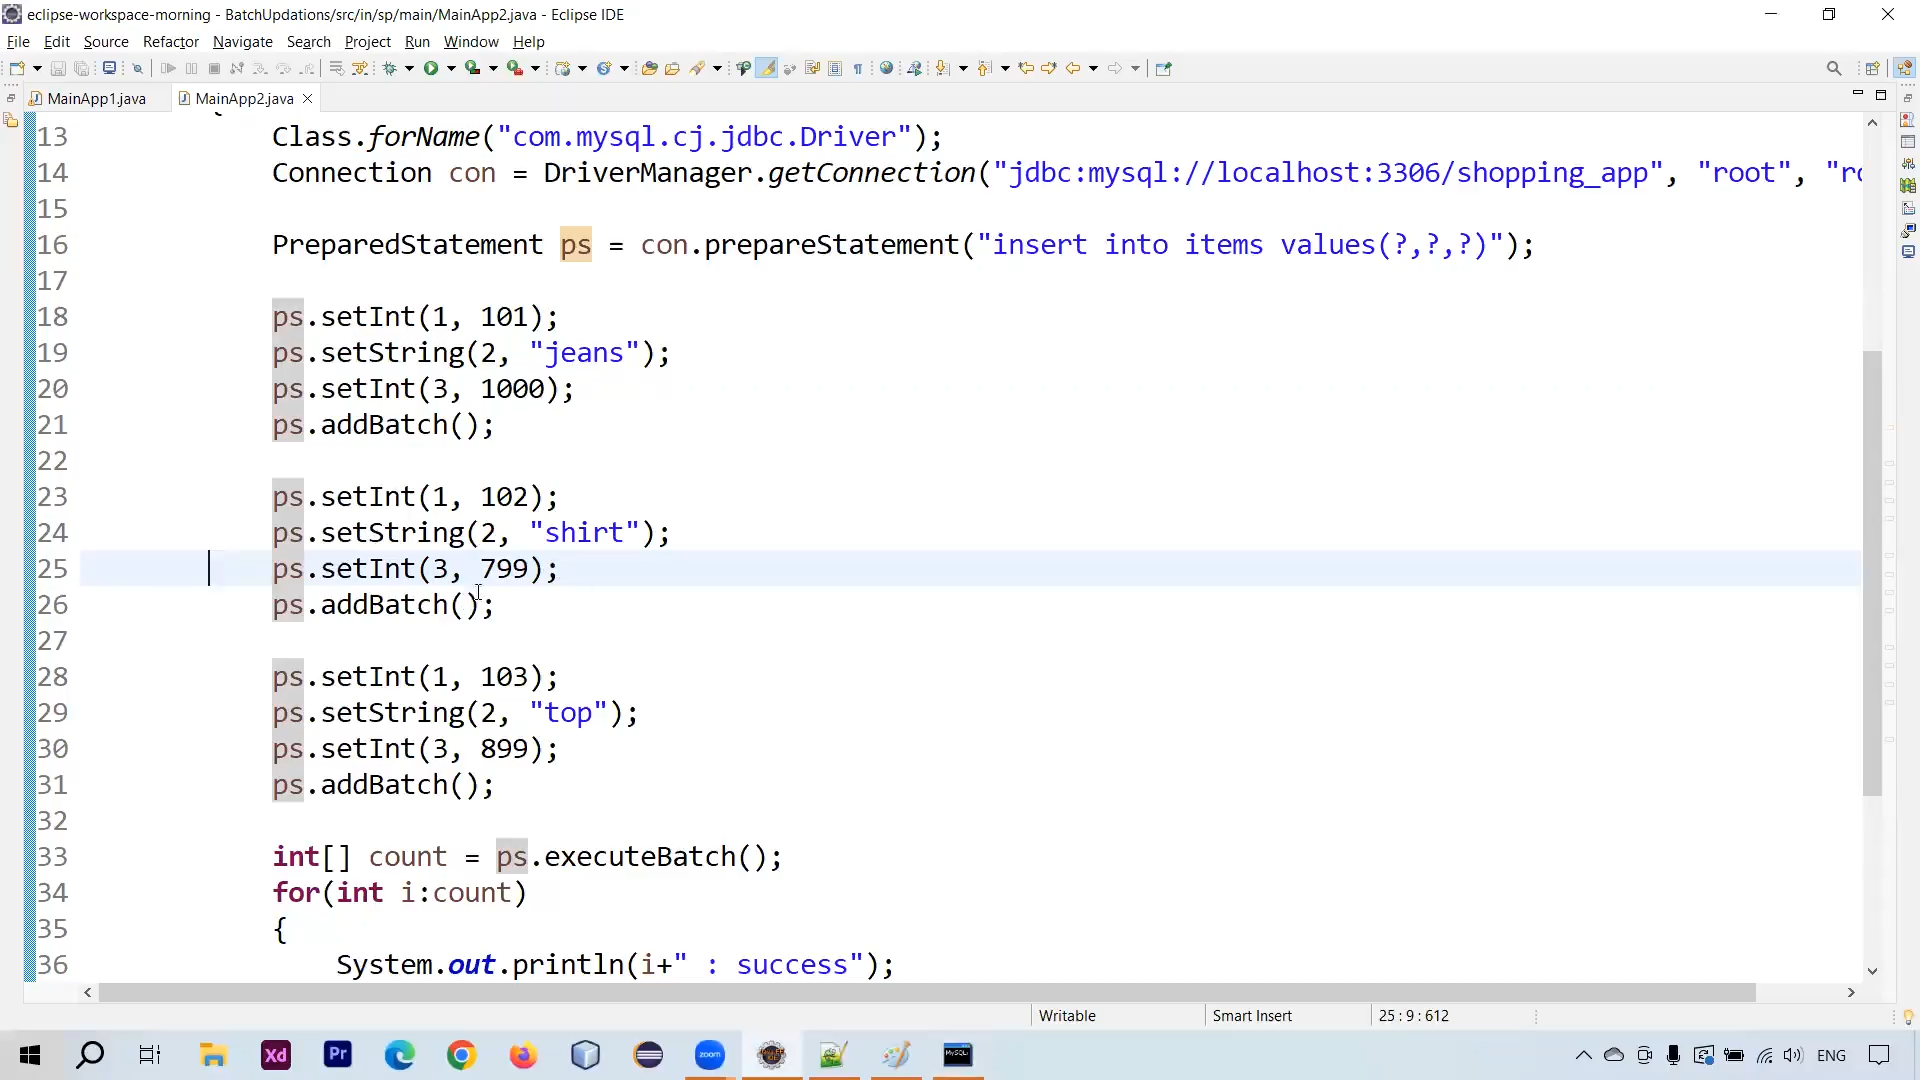 eclipse-workspace-morning - BatchUpdations/src/in/sp/main/MainApp2.java - Eclipse IDE
File Edit Source Refactor Navigate Search Project Run Window Help
MainApp1.java MainApp2.java
13 Class.forName("com.mysql.cj.jdbc.Driver");
14 Connection con = DriverManager.getConnection("jdbc:mysql://localhost:3306/shopping_app", "root", "ro
15
16 PreparedStatement ps = con.prepareStatement("insert into items values(?,?,?)");
17
18 ps.setInt(1, 101);
19 ps.setString(2, "jeans");
20 ps.setInt(3, 1000);
21 ps.addBatch();
22
23 ps.setInt(1, 102);
24 ps.setString(2, "shirt");
25 ps.setInt(3, 799);
26 ps.addBatch();
27
28 ps.setInt(1, 103);
29 ps.setString(2, "top");
30 ps.setInt(3, 899);
31 ps.addBatch();
32
33 int[] count = ps.executeBatch();
34 for(int i:count)
35 {
36 System.out.println(i+" : success");
Writable Smart Insert 25 : 9 : 612
Xd Pr zoom MySQL ENG